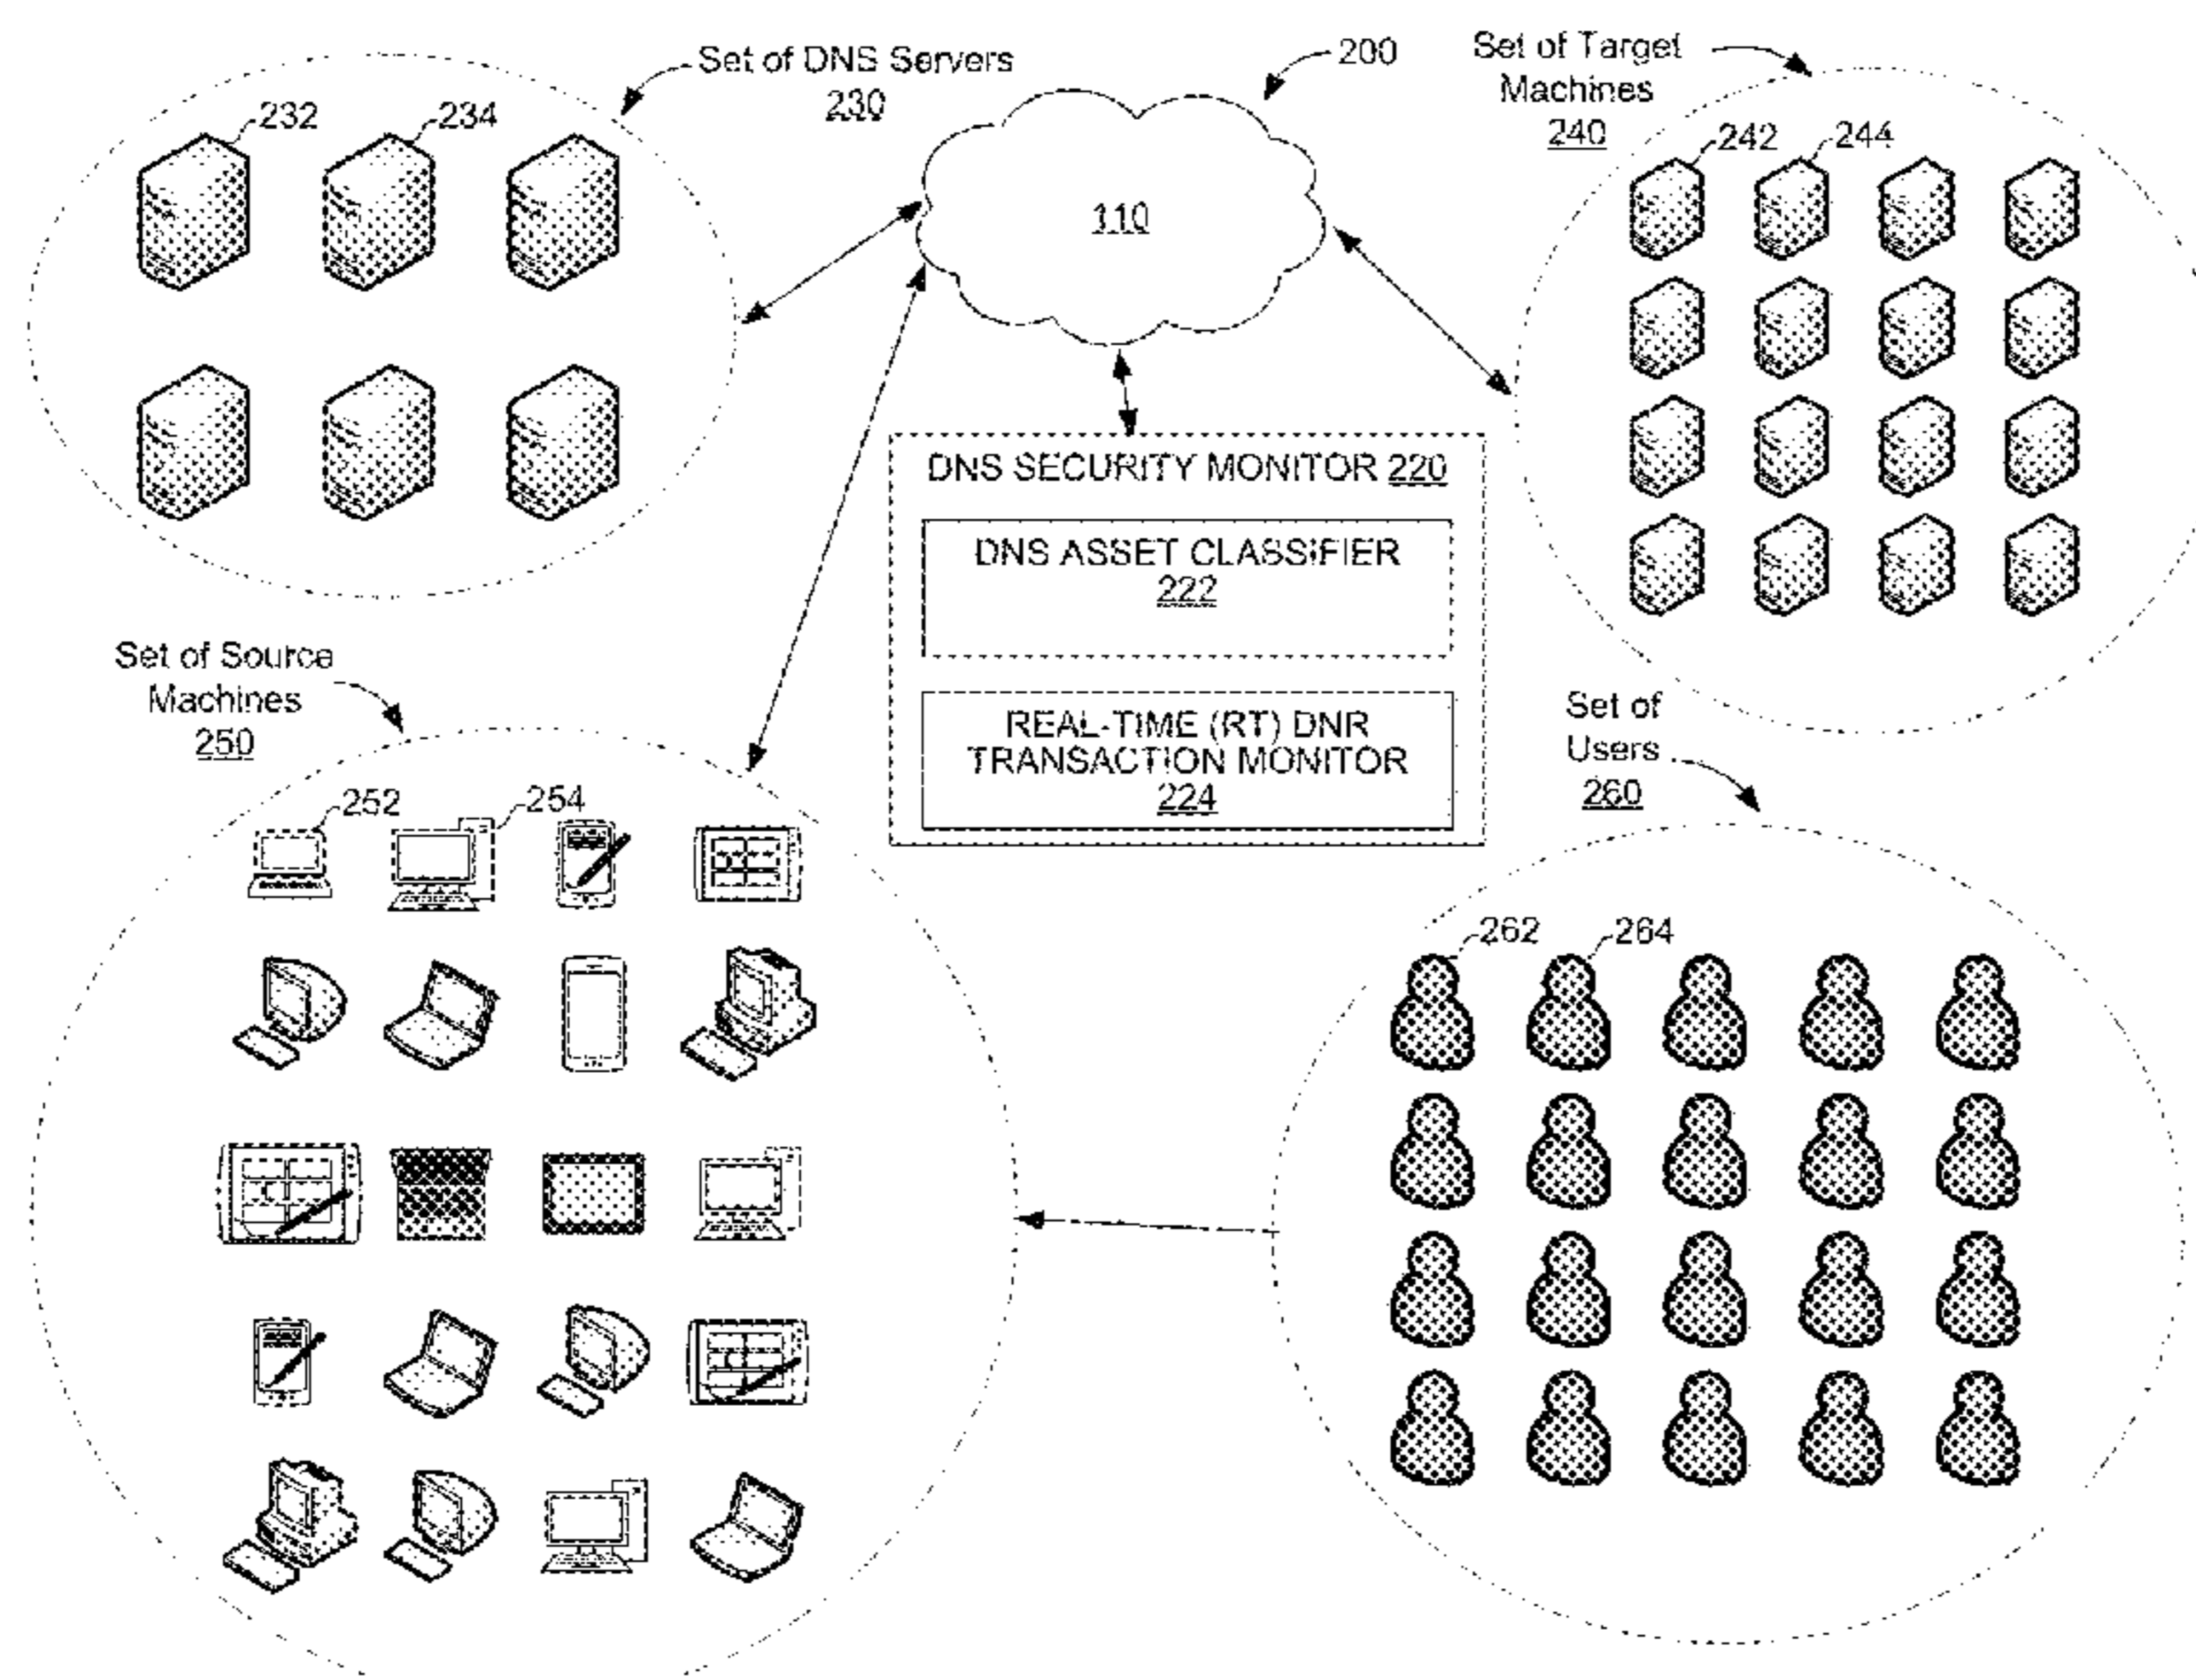 Set of DNS Servers
230
232
234
200
110
Set of Target
Machines
240
242
244
DNS SECURITY MONITOR 220
DNS ASSET CLASSIFIER
222
REAL-TIME (RT) DNR
TRANSACTION MONITOR
224
Set of Source
Machines
250
252
254
Set of
Users
260
262
264